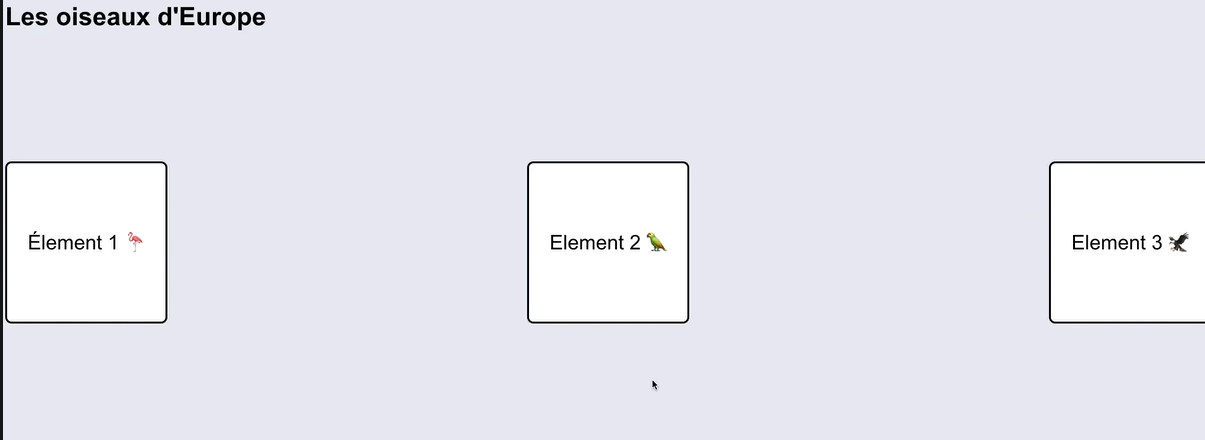 Les oiseaux d'Europe
Élement 1 🦩
Element 2 🦜
Element 3 🦅